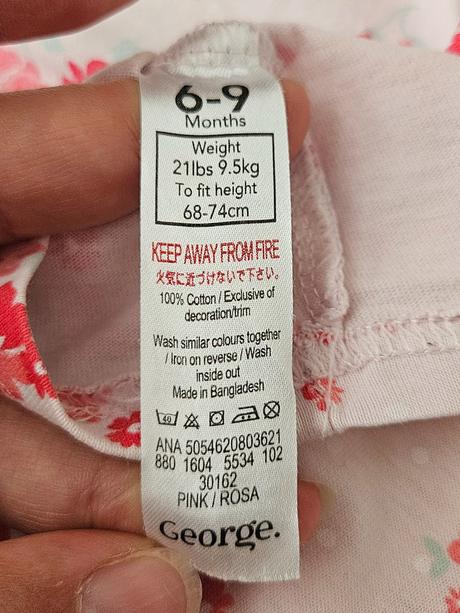 6-9
Months
Weight
21lbs 9.5kg
To fit height
68-74cm
KEEP AWAY FROM FIRE
火気に近づけないで下さい。
100% Cotton / Exclusive of
decoration/trim
Wash similar colours together
/ Iron on reverse / Wash
inside out
Made in Bangladesh
40
ANA 5054620803621
880 1604 5534 102
30162
PINK / ROSA
George.